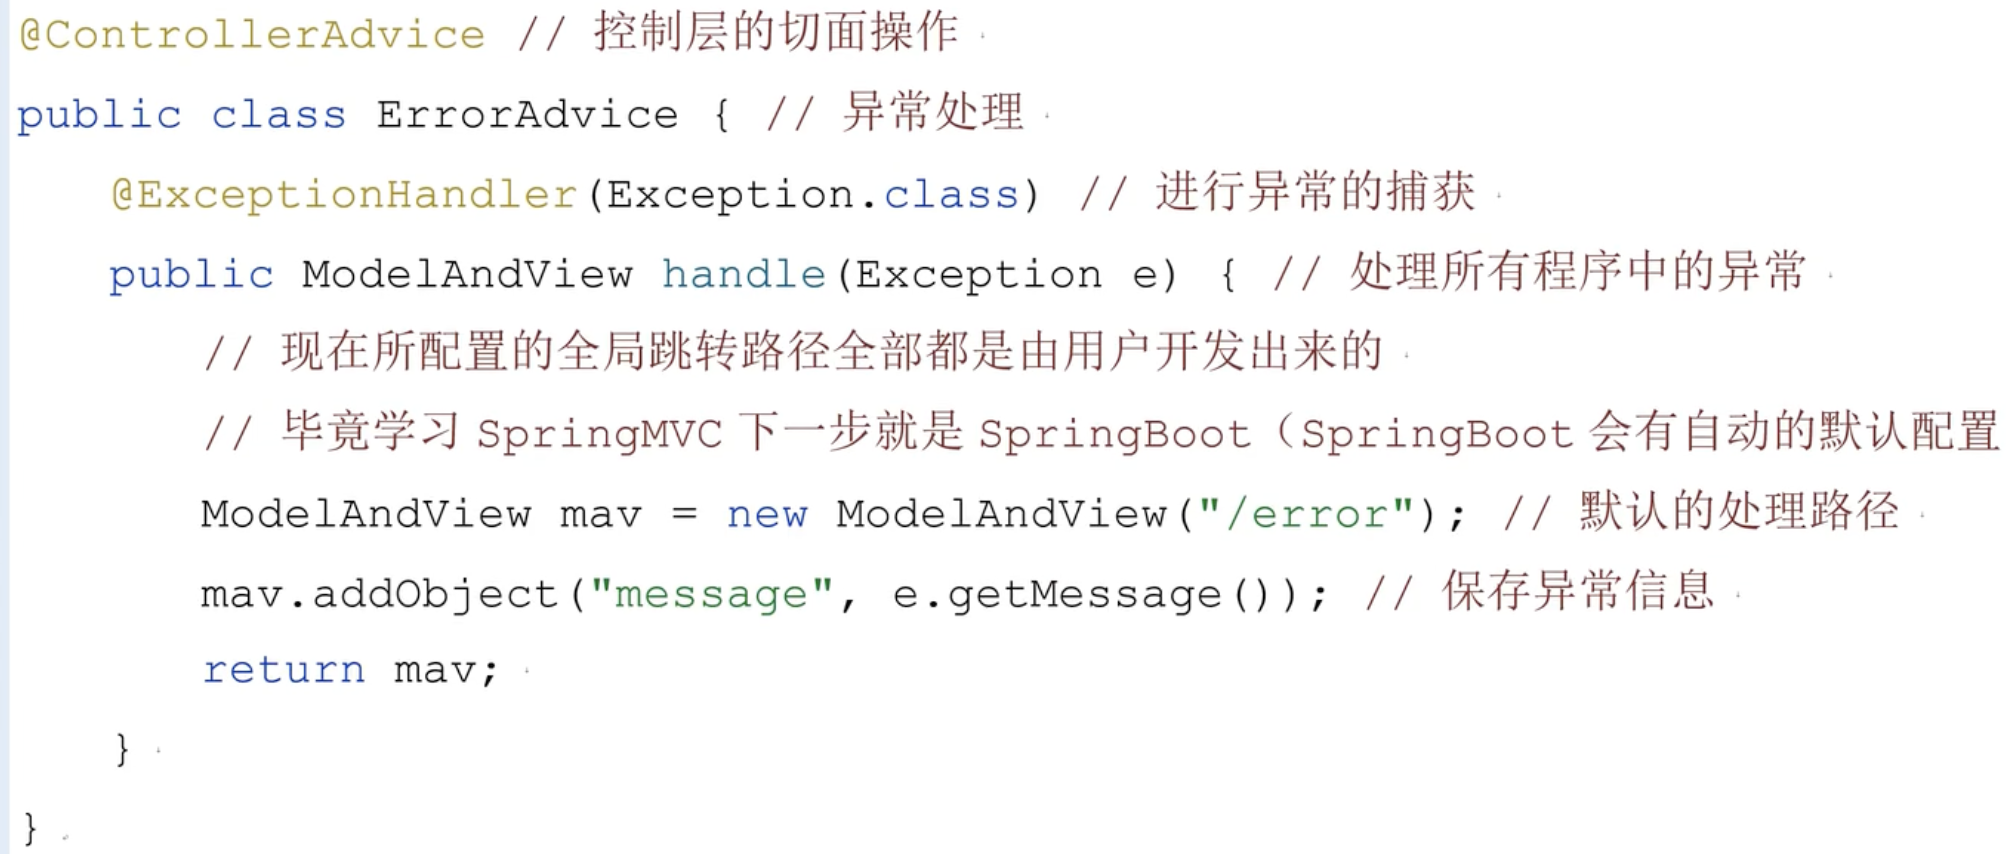 @ControllerAdvice // 控制层的切面操作
public class ErrorAdvice { // 异常处理
@ExceptionHandler(Exception.class) // 进行异常的捕获
public ModelAndView handle(Exception e) { // 处理所有程序中的异常
// 现在所配置的全局跳转路径全部都是由用户开发出来的
// 毕竟学习 SpringMVC 下一步就是 SpringBoot（SpringBoot 会有自动的默认配置
ModelAndView mav = new ModelAndView("/error"); // 默认的处理路径
mav.addObject("message", e.getMessage()); // 保存异常信息
return mav;
}
}